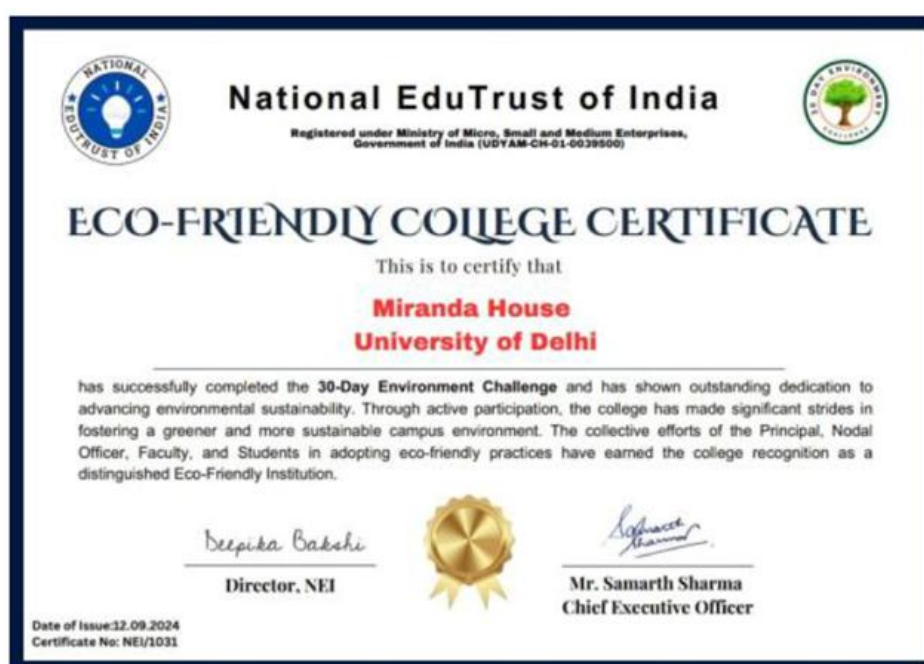 NATIONAL
EDUTRUST OF INDIA
National EduTrust of India
Registered under Ministry of Micro, Small and Medium Enterprises,
Government of India (UDYAM-CH-01-0039500)
30 DAY ENVIRONMENT
CHALLENGE
ECO-FRIENDLY COLLEGE CERTIFICATE
This is to certify that
Miranda House
University of Delhi
has successfully completed the 30-Day Environment Challenge and has shown outstanding dedication to
advancing environmental sustainability. Through active participation, the college has made significant strides in
fostering a greener and more sustainable campus environment. The collective efforts of the Principal, Nodal
Officer, Faculty, and Students in adopting eco-friendly practices have earned the college recognition as a
distinguished Eco-Friendly Institution.
Deepika Bakshi
Samarth
Sharma
Director, NEI
Mr. Samarth Sharma
Chief Executive Officer
Date of Issue:12.09.2024
Certificate No: NEI/1031